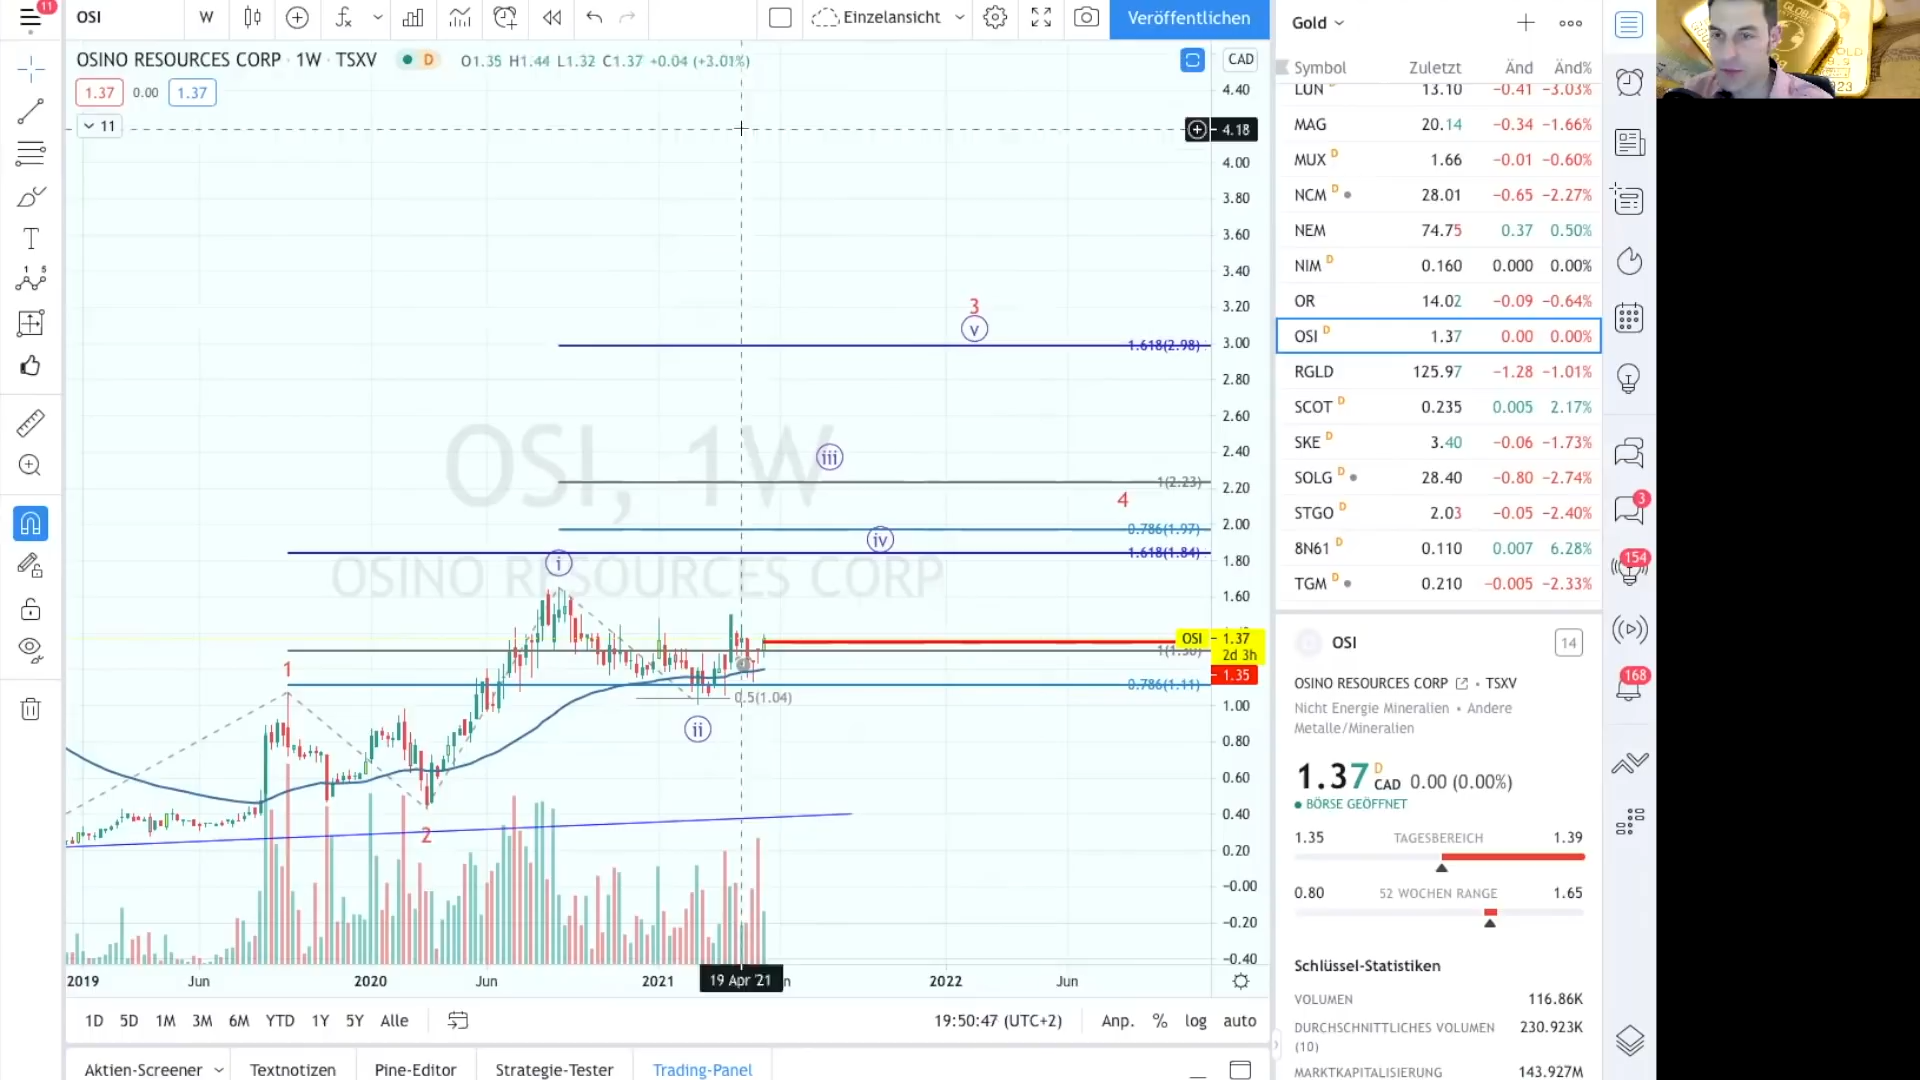 11
OSI
W
Einzelansicht
Veröffentlichen
OSINO RESOURCES CORP · 1W · TSXV
D
O1.35 H1.44 L1.32 C1.37 +0.04 (+3.01%)
CAD
1.37
0.00
1.37
11
4.40
4.18
4.00
3.80
3.60
3.40
3.20
3.00
2.80
2.60
2.40
2.20
2.00
1.80
1.60
OSI
1.37
2d 3h
1.35
1.00
0.80
0.60
0.40
0.20
−0.00
−0.20
−0.40
3
v
1.618(2.98)
iii
1(2.23)
4
0.786(1.97)
iv
1.618(1.84)
i
OSI, 1W
OSINO RESOURCES CORP
1
0.786(1.11)
0.5(1.04)
ii
2
2019
Jun
2020
Jun
2021
19 Apr '21
2022
Jun
1D 5D 1M 3M 6M YTD 1Y 5Y Alle
19:50:47 (UTC+2)
Anp. % log auto
Aktien-Screener
Textnotizen
Pine-Editor
Strategie-Tester
Trading-Panel
Gold
Symbol Zuletzt Änd Änd%
LUN D 13.10 −0.41 −3.03%
MAG 20.14 −0.34 −1.66%
MUX D 1.66 −0.01 −0.60%
NCM D 28.01 −0.65 −2.27%
NEM 74.75 0.37 0.50%
NIM D 0.160 0.000 0.00%
OR 14.02 −0.09 −0.64%
OSI D 1.37 0.00 0.00%
RGLD 125.97 −1.28 −1.01%
SCOT D 0.235 0.005 2.17%
SKE D 3.40 −0.06 −1.73%
SOLG D 28.40 −0.80 −2.74%
STGO D 2.03 −0.05 −2.40%
8N61 D 0.110 0.007 6.28%
TGM D 0.210 −0.005 −2.33%
OSI
14
OSINO RESOURCES CORP · TSXV
Nicht Energie Mineralien • Andere
Metalle/Mineralien
1.37 D CAD 0.00 (0.00%)
BÖRSE GEÖFFNET
1.35 TAGESBEREICH 1.39
0.80 52 WOCHEN RANGE 1.65
Schlüssel-Statistiken
VOLUMEN 116.86K
DURCHSCHNITTLICHES VOLUMEN 230.923K
(10)
MARKTKAPITALISIERUNG 143.927M
3
154
168